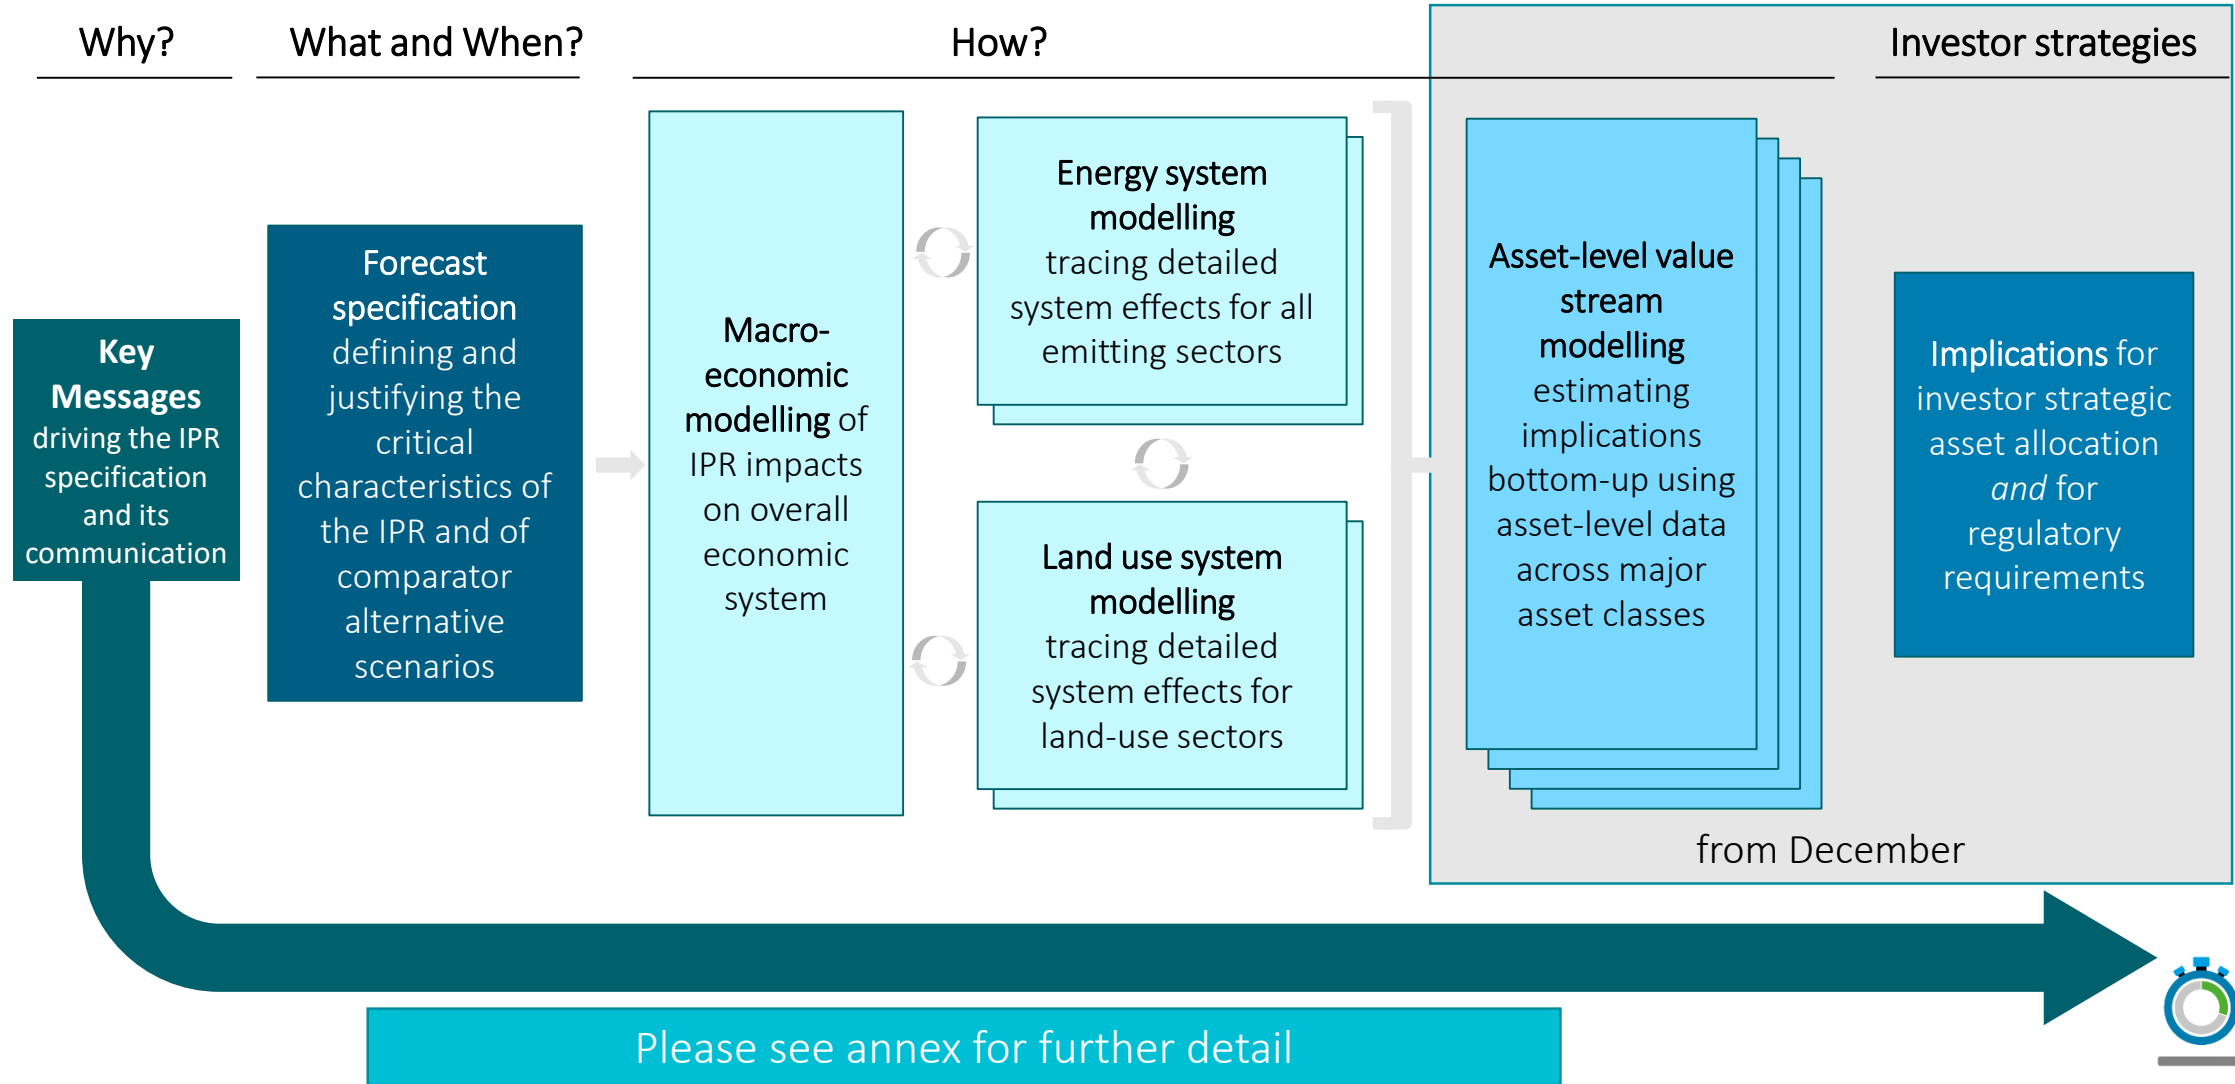 Why?
What and When?
How?
Investor strategies
Key
Messages
driving the IPR
specification
and its
communication
Forecast
specification
defining and
justifying the
critical
characteristics of
the IPR and of
comparator
alternative
scenarios
Macro-
economic
modelling of
IPR impacts
on overall
economic
system
Energy system
modelling
tracing detailed
system effects for all
emitting sectors
Land use system
modelling
tracing detailed
system effects for
land-use sectors
Asset-level value
stream
modelling
estimating
implications
bottom-up using
asset-level data
across major
asset classes
Implications for
investor strategic
asset allocation
and for
regulatory
requirements
from December
Please see annex for further detail